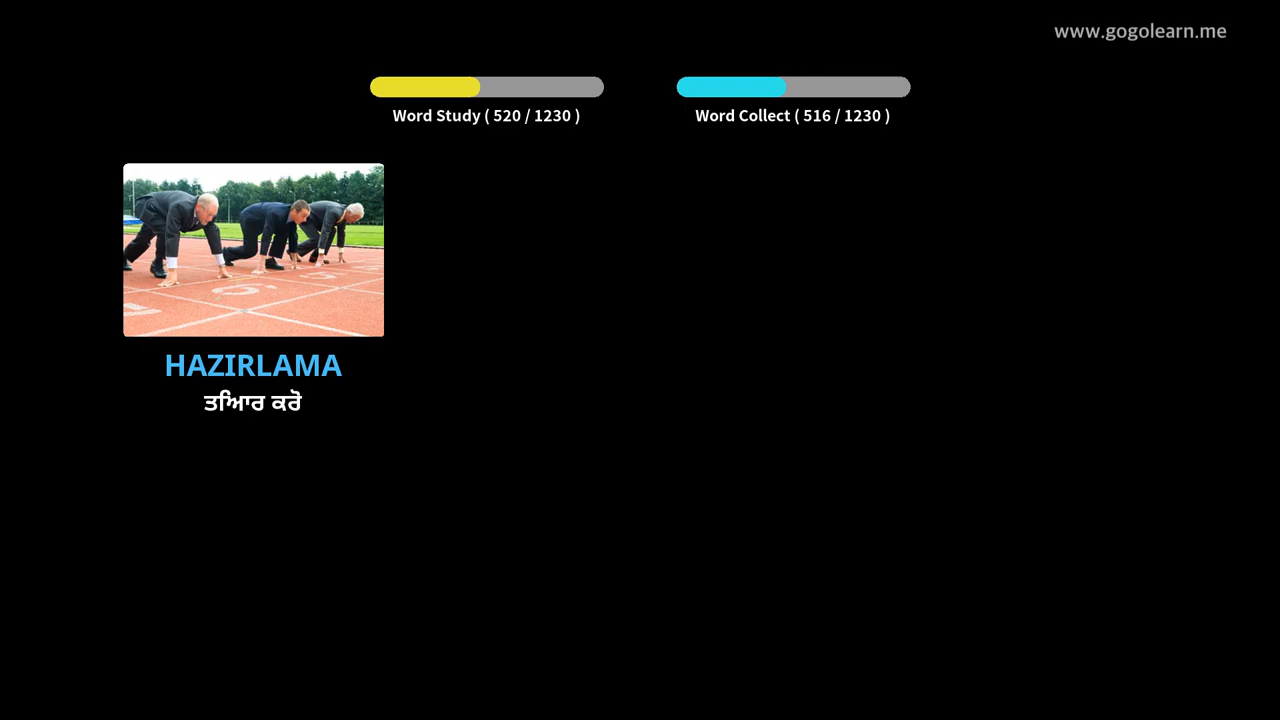 www.gogolearn.me
Word Study ( 520 / 1230 )
Word Collect ( 516 / 1230 )
HAZIRLAMA
ਤਿਆਰ ਕਰੋ